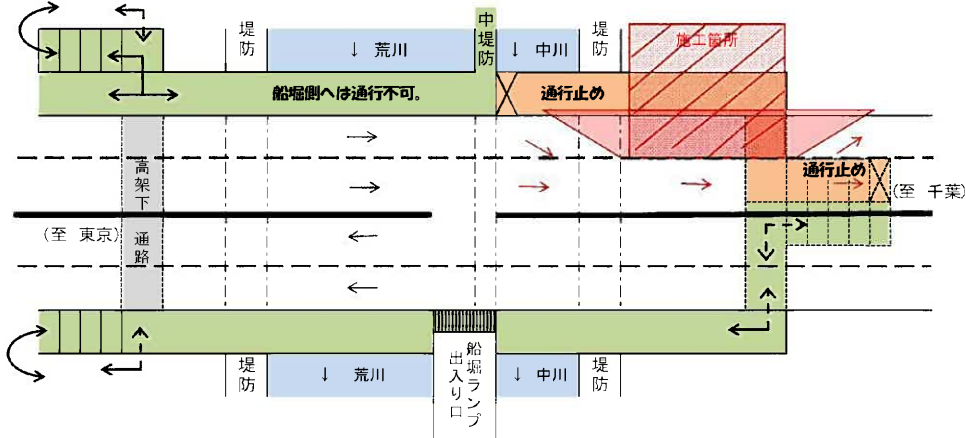 堤防
↓ 荒川
中堤防
↓ 中川
堤防
施工箇所
船堀側へは通行不可。
通行止め
通行止め
(至 千葉)
高架下通路
(至 東京)
堤防
↓ 荒川
船堀ランプ
出入り口
↓ 中川
堤防